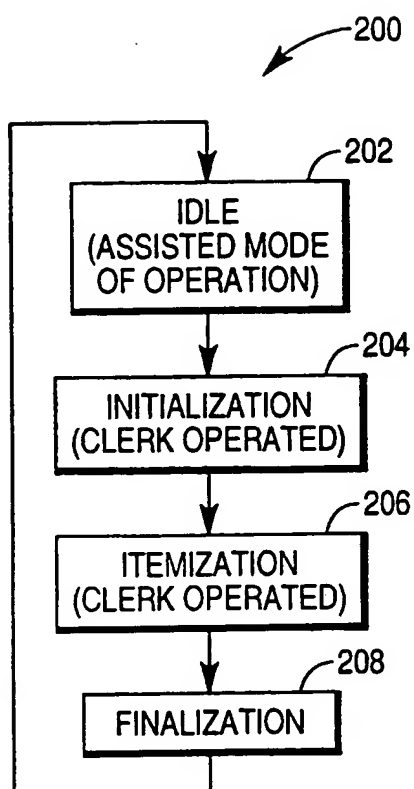 200
202
IDLE
(ASSISTED MODE
OF OPERATION)
204
INITIALIZATION
(CLERK OPERATED)
206
ITEMIZATION
(CLERK OPERATED)
208
FINALIZATION